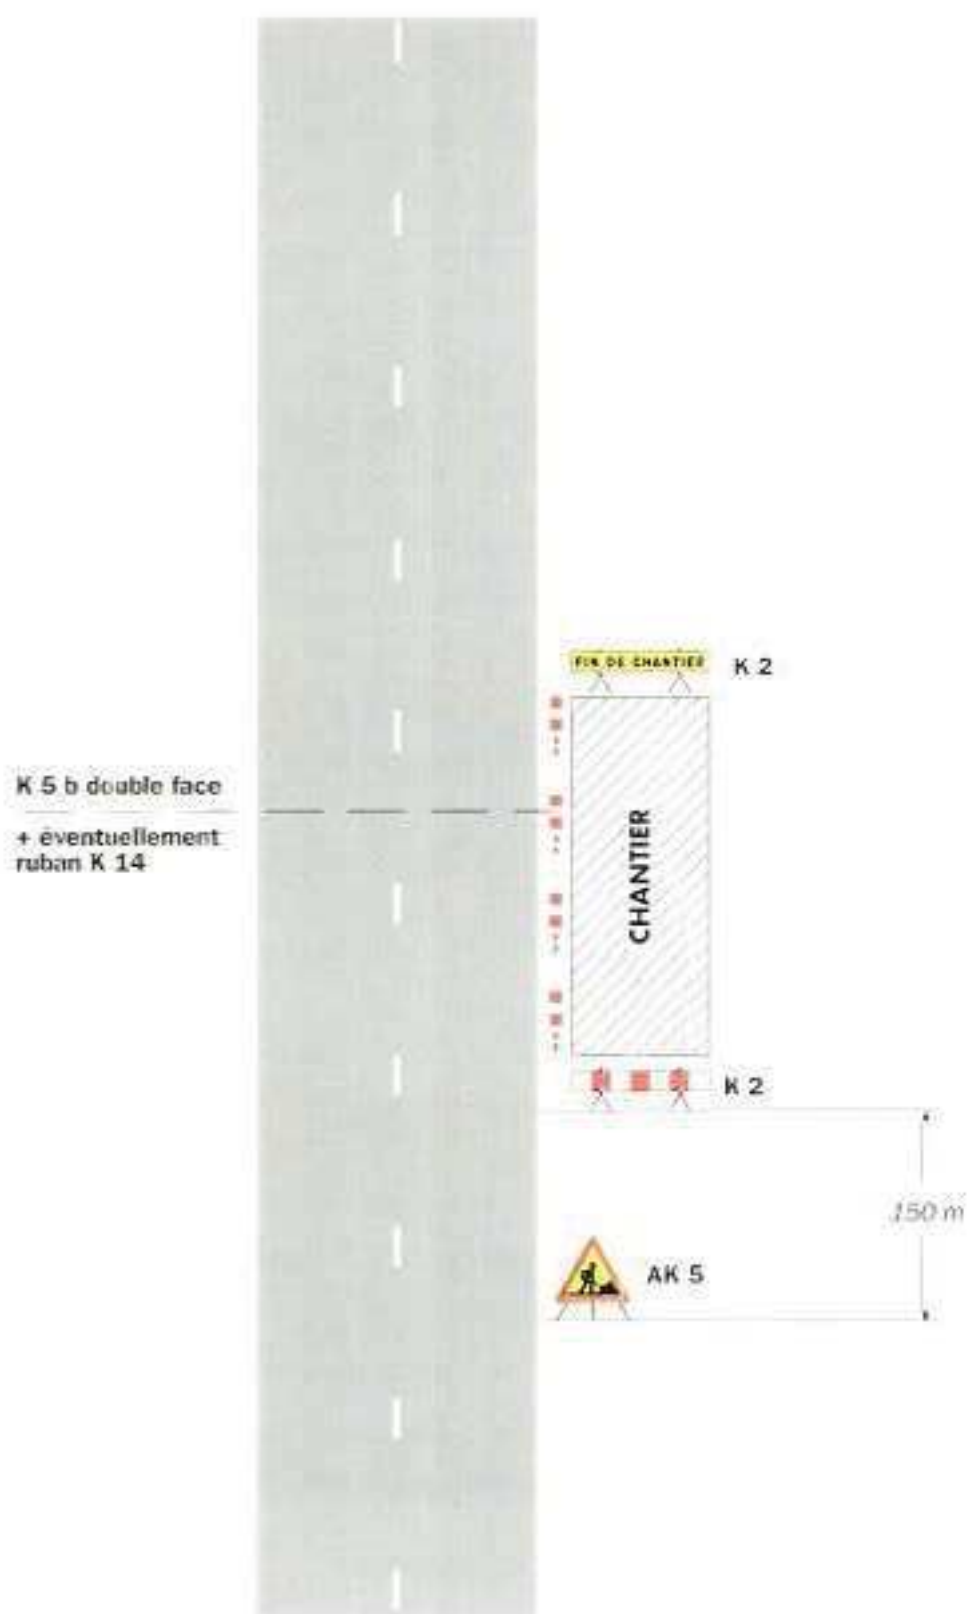 FIN DE CHANTIER
K 2
K 5 b double face
+ éventuellement
ruban K 14
CHANTIER
K 2
150 m
AK 5